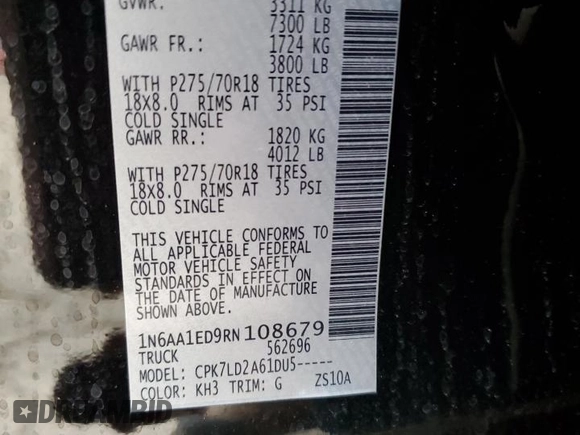 GVWR: 3311 KG
7300 LB
GAWR FR.: 1724 KG
3800 LB
WITH P275/70R18 TIRES
18X8.0 RIMS AT 35 PSI
COLD SINGLE
GAWR RR.: 1820 KG
4012 LB
WITH P275/70R18 TIRES
18X8.0 RIMS AT 35 PSI
COLD SINGLE
THIS VEHICLE CONFORMS TO
ALL APPLICABLE FEDERAL
MOTOR VEHICLE SAFETY
STANDARDS IN EFFECT ON
THE DATE OF MANUFACTURE
SHOWN ABOVE.
1N6AA1ED9RN108679
TRUCK 562696
MODEL: CPK7LD2A61DU5-----
COLOR: KH3 TRIM: G ZS10A
DREAMBID